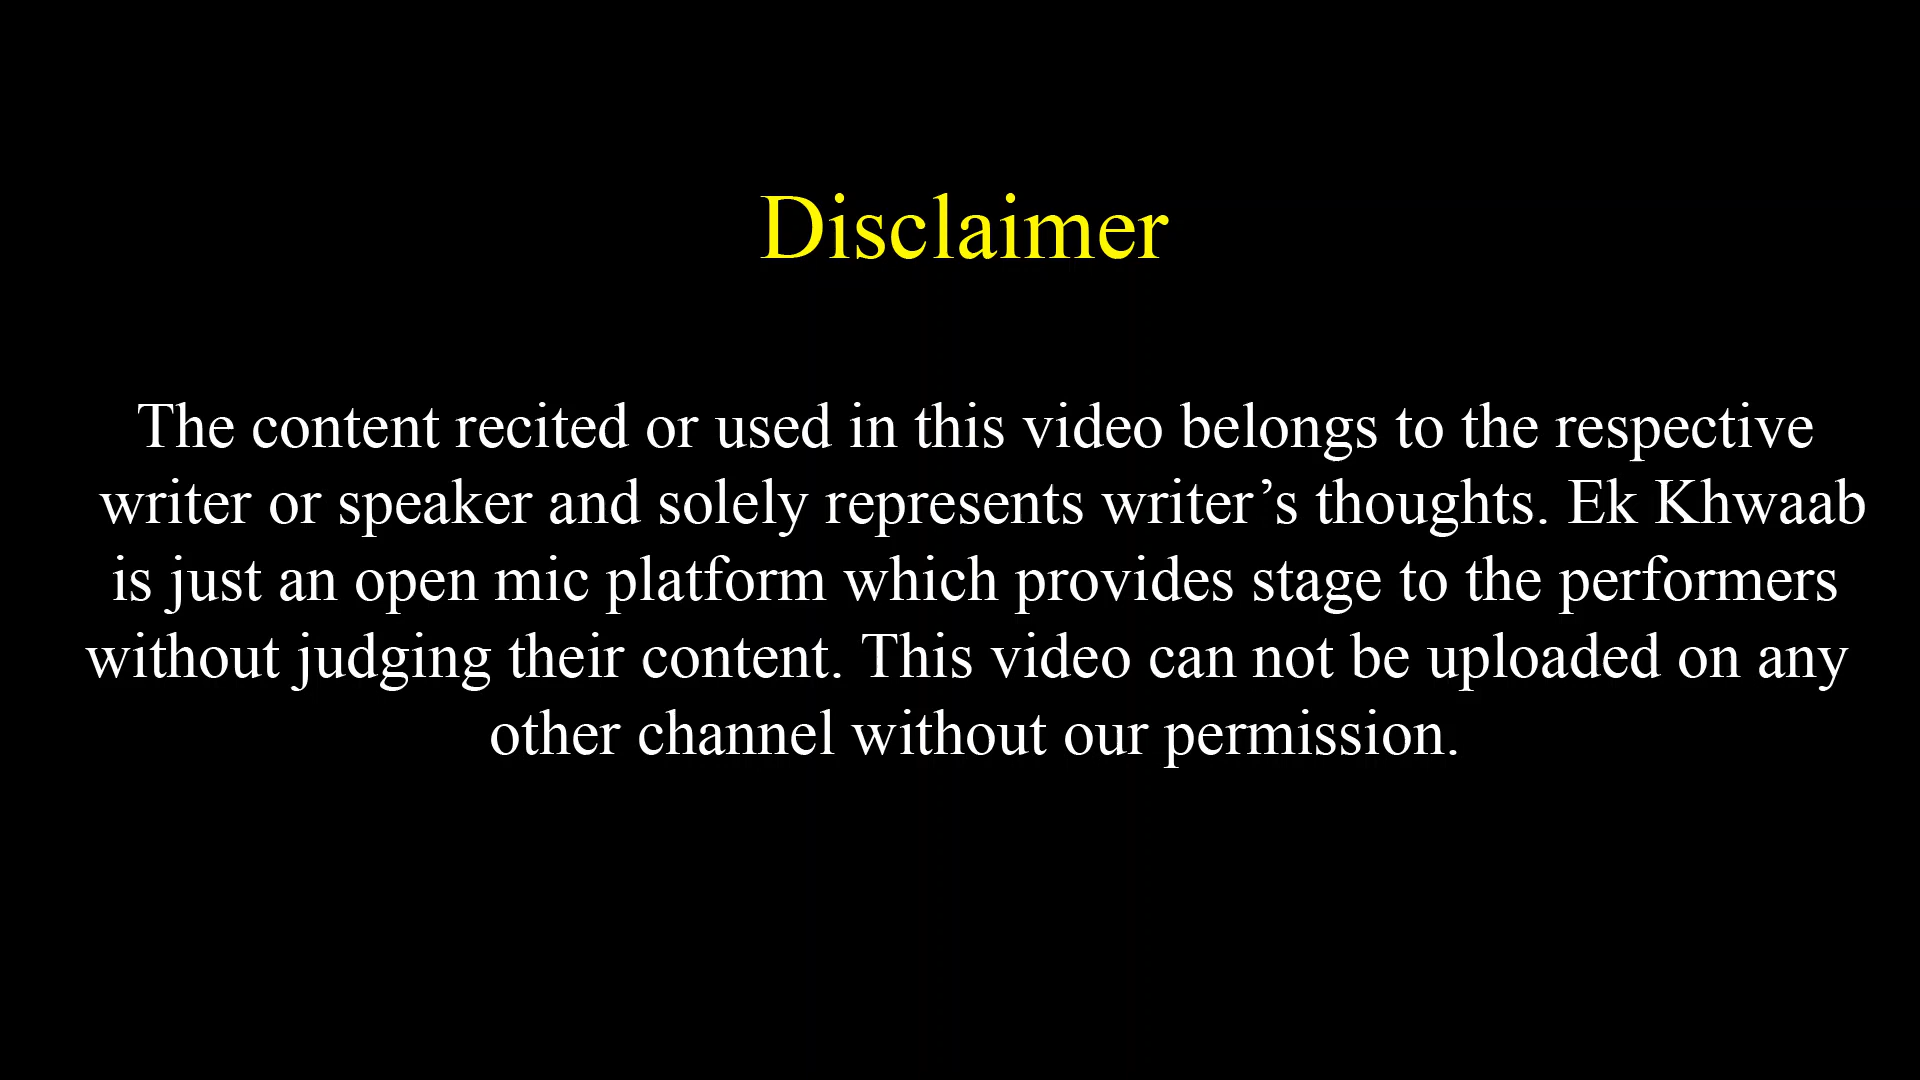 Disclaimer
The content recited or used in this video belongs to the respective
writer or speaker and solely represents writer’s thoughts. Ek Khwaab
is just an open mic platform which provides stage to the performers
without judging their content. This video can not be uploaded on any
other channel without our permission.